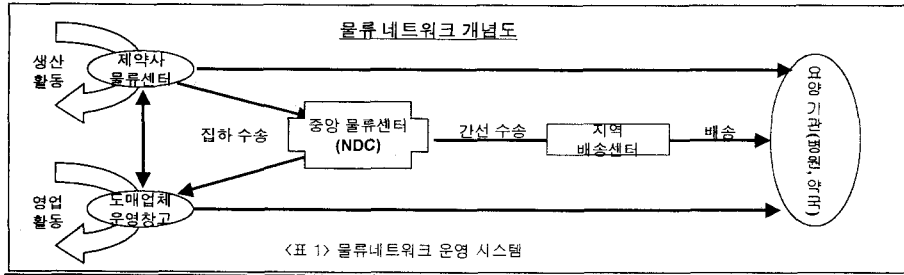 물류 네트워크 개념도
생산
활동
제약사
물류센터
집하 수송
중앙 물류센터
(NDC)
간선 수송
지역
배송센터
배송
요양 기관(병원, 약국)
영업
활동
도매업체
운영창고
<표 1> 물류네트워크 운영 시스템